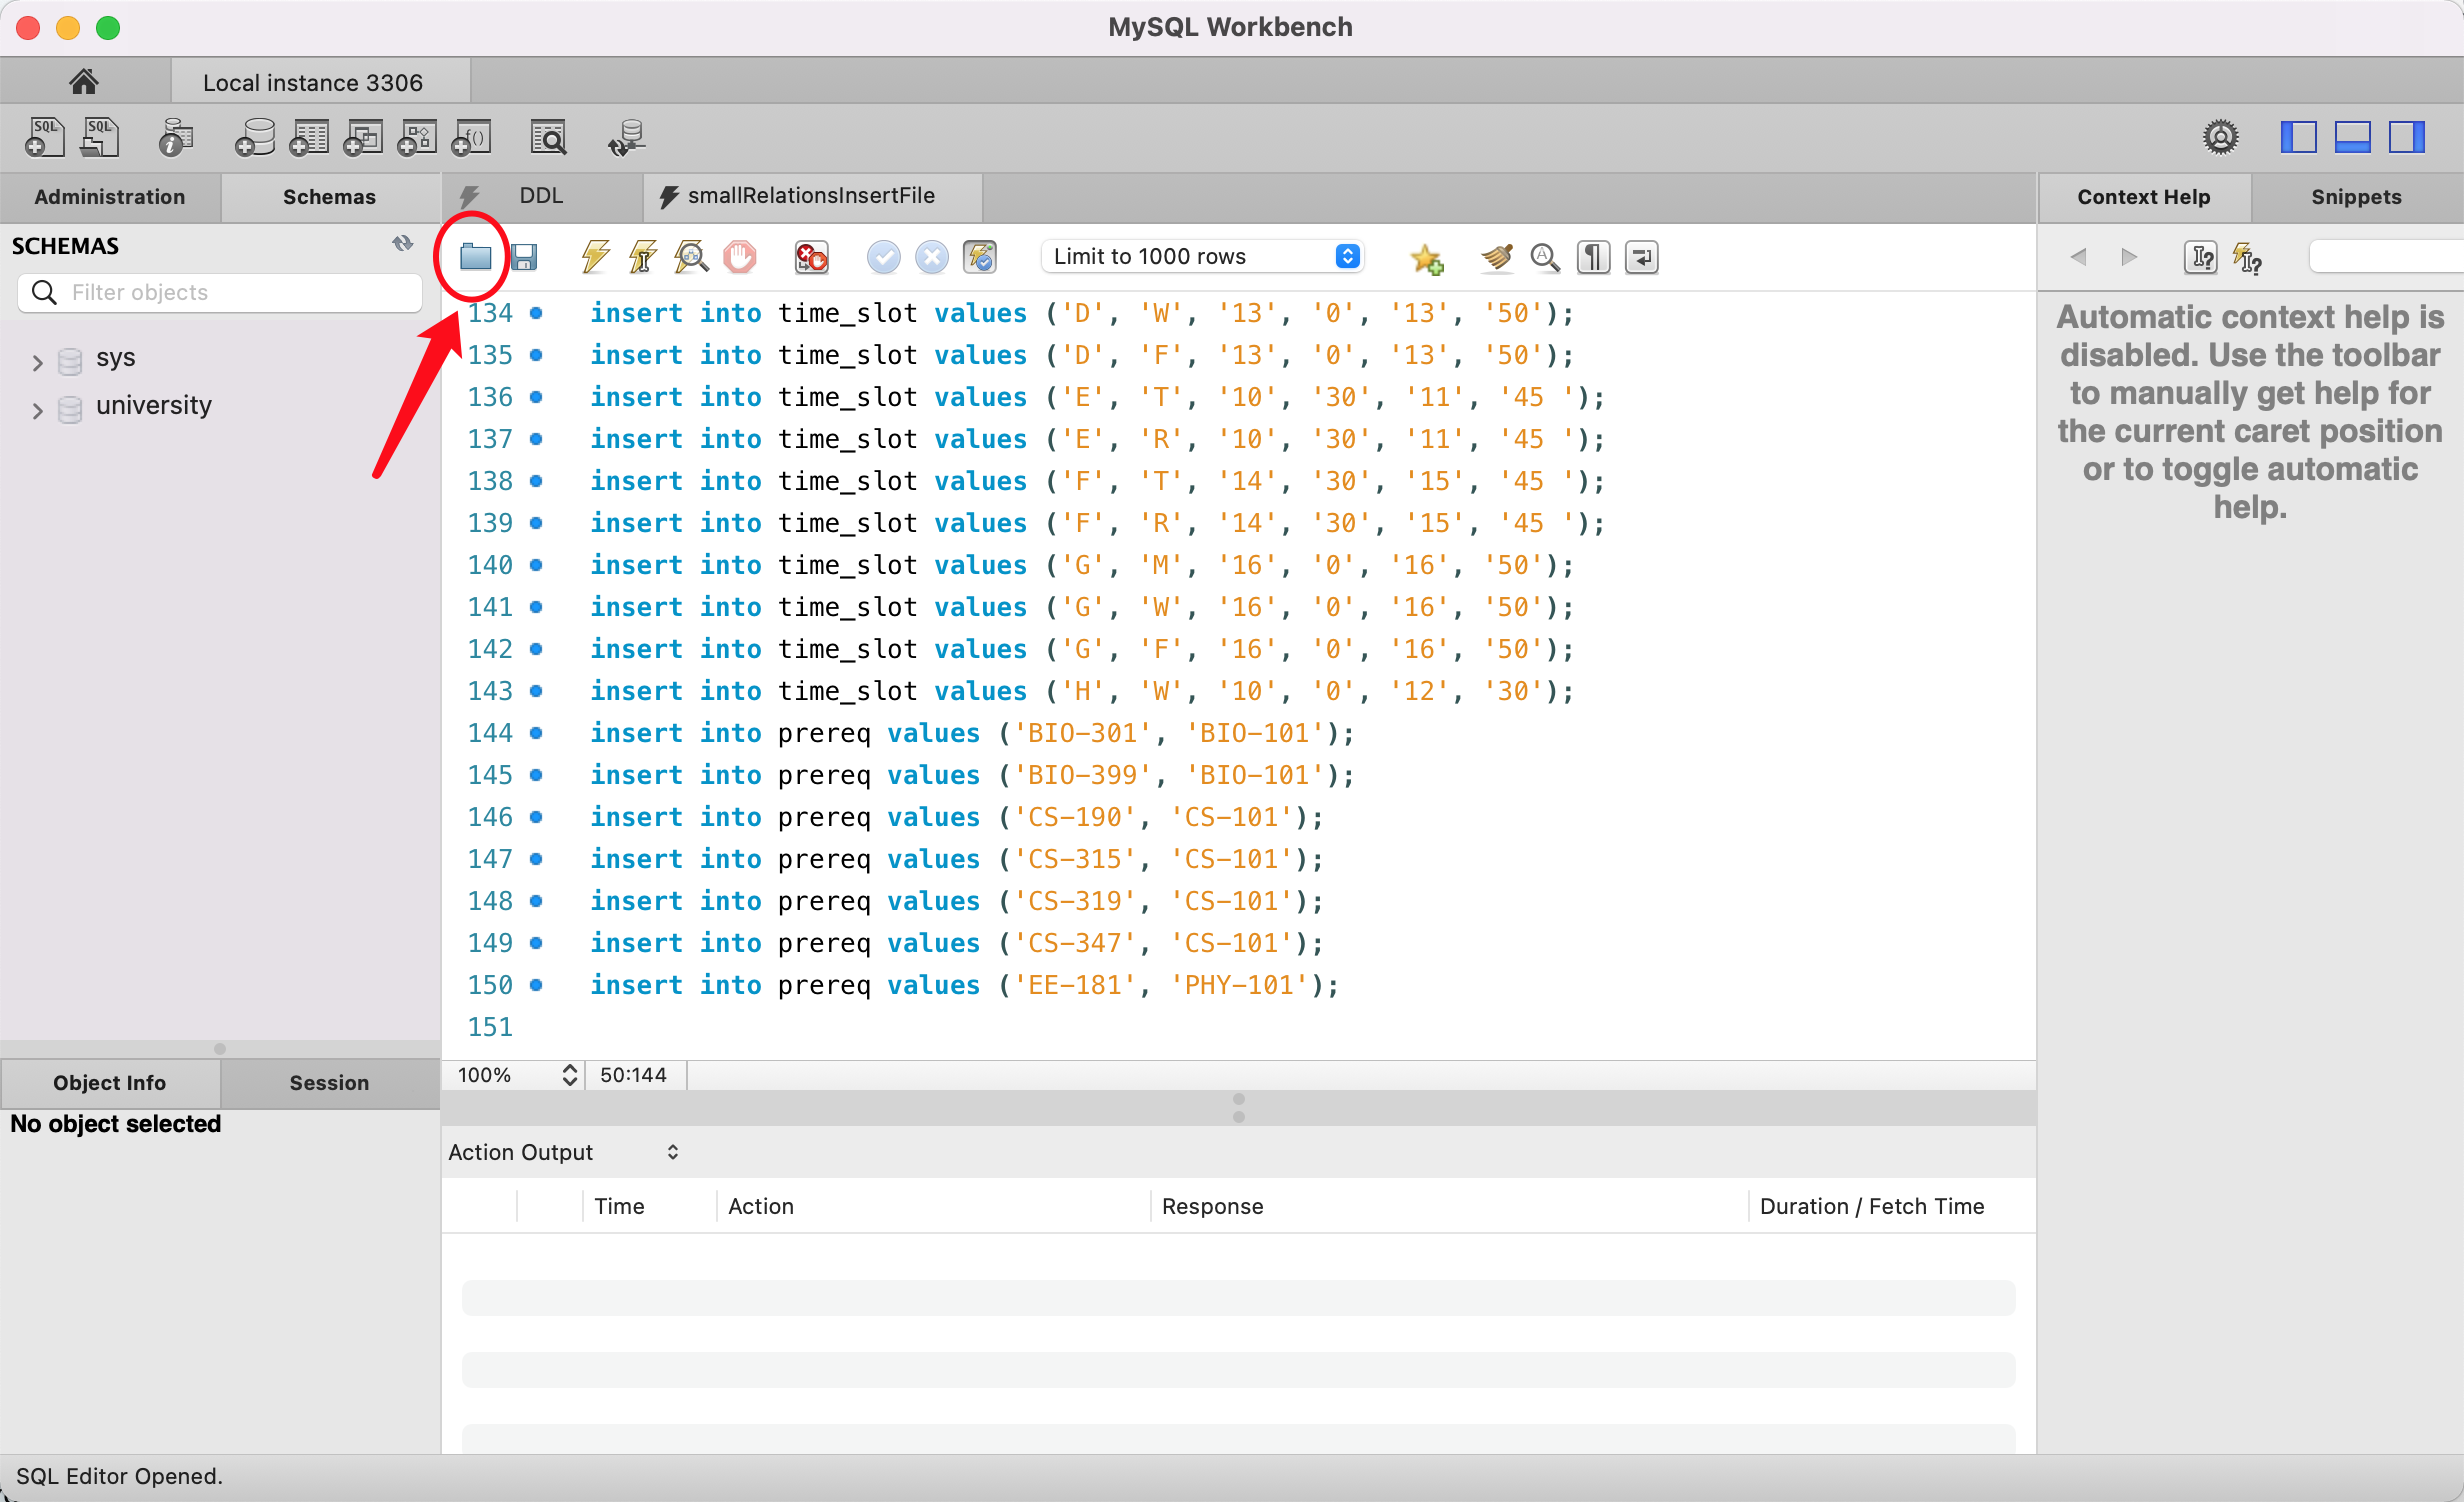 MySQL Workbench
Local instance 3306
SQL
SQL
f()
Administration
Schemas
DDL
smallRelationsInsertFile
Context Help
Snippets
SCHEMAS
Filter objects
sys
university
Limit to 1000 rows
134 insert into time_slot values ('D', 'W', '13', '0', '13', '50');
135 insert into time_slot values ('D', 'F', '13', '0', '13', '50');
136 insert into time_slot values ('E', 'T', '10', '30', '11', '45 ');
137 insert into time_slot values ('E', 'R', '10', '30', '11', '45 ');
138 insert into time_slot values ('F', 'T', '14', '30', '15', '45 ');
139 insert into time_slot values ('F', 'R', '14', '30', '15', '45 ');
140 insert into time_slot values ('G', 'M', '16', '0', '16', '50');
141 insert into time_slot values ('G', 'W', '16', '0', '16', '50');
142 insert into time_slot values ('G', 'F', '16', '0', '16', '50');
143 insert into time_slot values ('H', 'W', '10', '0', '12', '30');
144 insert into prereq values ('BIO-301', 'BIO-101');
145 insert into prereq values ('BIO-399', 'BIO-101');
146 insert into prereq values ('CS-190', 'CS-101');
147 insert into prereq values ('CS-315', 'CS-101');
148 insert into prereq values ('CS-319', 'CS-101');
149 insert into prereq values ('CS-347', 'CS-101');
150 insert into prereq values ('EE-181', 'PHY-101');
151
100%
50:144
Automatic context help is
disabled. Use the toolbar
to manually get help for
the current caret position
or to toggle automatic
help.
Object Info
Session
No object selected
Action Output
Time
Action
Response
Duration / Fetch Time
SQL Editor Opened.